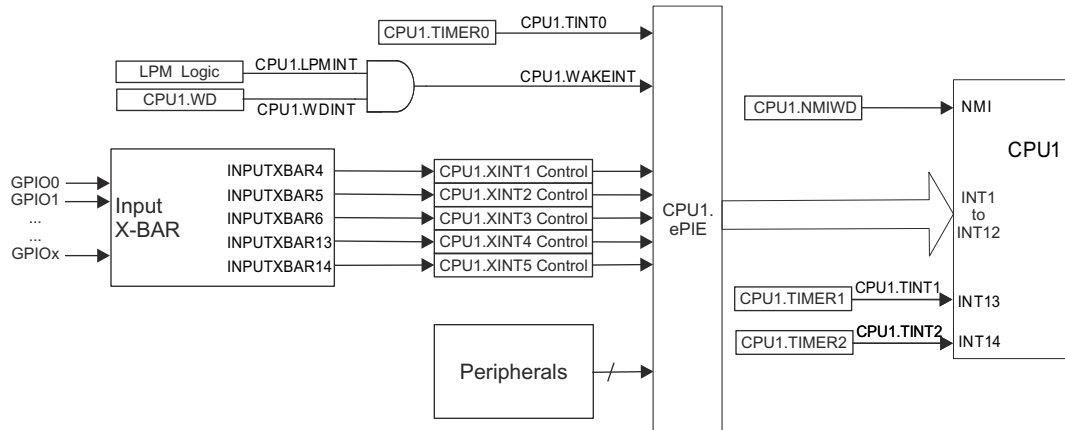 CPU1.TIMER0
CPU1.TINT0
LPM Logic
CPU1.LPMINT
CPU1.WD
CPU1.WDINT
CPU1.WAKEINT
GPIO0
GPIO1
...
...
GPIOx
Input
X-BAR
INPUTXBAR4
INPUTXBAR5
INPUTXBAR6
INPUTXBAR13
INPUTXBAR14
CPU1.XINT1 Control
CPU1.XINT2 Control
CPU1.XINT3 Control
CPU1.XINT4 Control
CPU1.XINT5 Control
Peripherals
CPU1.
ePIE
CPU1.NMIWD
NMI
CPU1
INT1
to
INT12
CPU1.TIMER1
CPU1.TINT1
INT13
CPU1.TIMER2
CPU1.TINT2
INT14